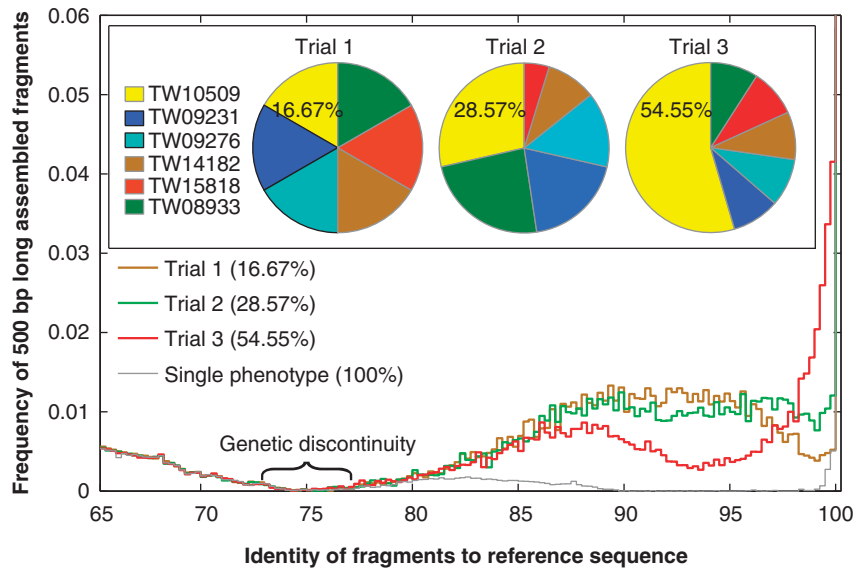 Frequency of 500 bp long assembled fragments
0.06
0.05
0.04
0.03
0.02
0.01
0
Trial 1
Trial 2
Trial 3
TW10509
TW09231
TW09276
TW14182
TW15818
TW08933
16.67%
28.57%
54.55%
Trial 1 (16.67%)
Trial 2 (28.57%)
Trial 3 (54.55%)
Single phenotype (100%)
Genetic discontinuity
65
70
75
80
85
90
95
100
Identity of fragments to reference sequence